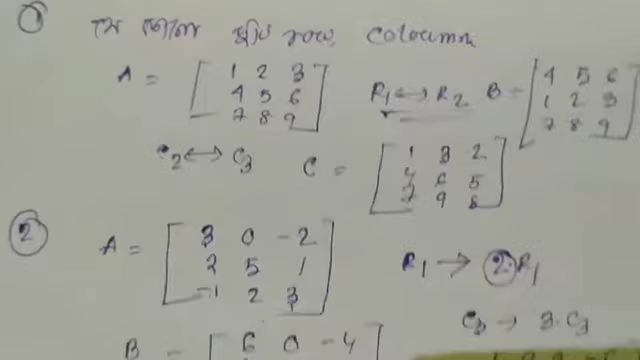 ① যে কোনো দুটি row, coloumn
A = [ 1 2 3
4 5 6
7 8 9 ] R₁ ↔ R₂ B = [ 4 5 6
1 2 3
7 8 9 ]
C₂ ↔ C₃ C = [ 1 3 2
4 6 5
7 9 8 ]
② A = [ 3 0 -2
2 5 1
-1 2 3 ] R₁ → 2·R₁
C₃ → 3·C₃
B = [ 6 0 -4 ]